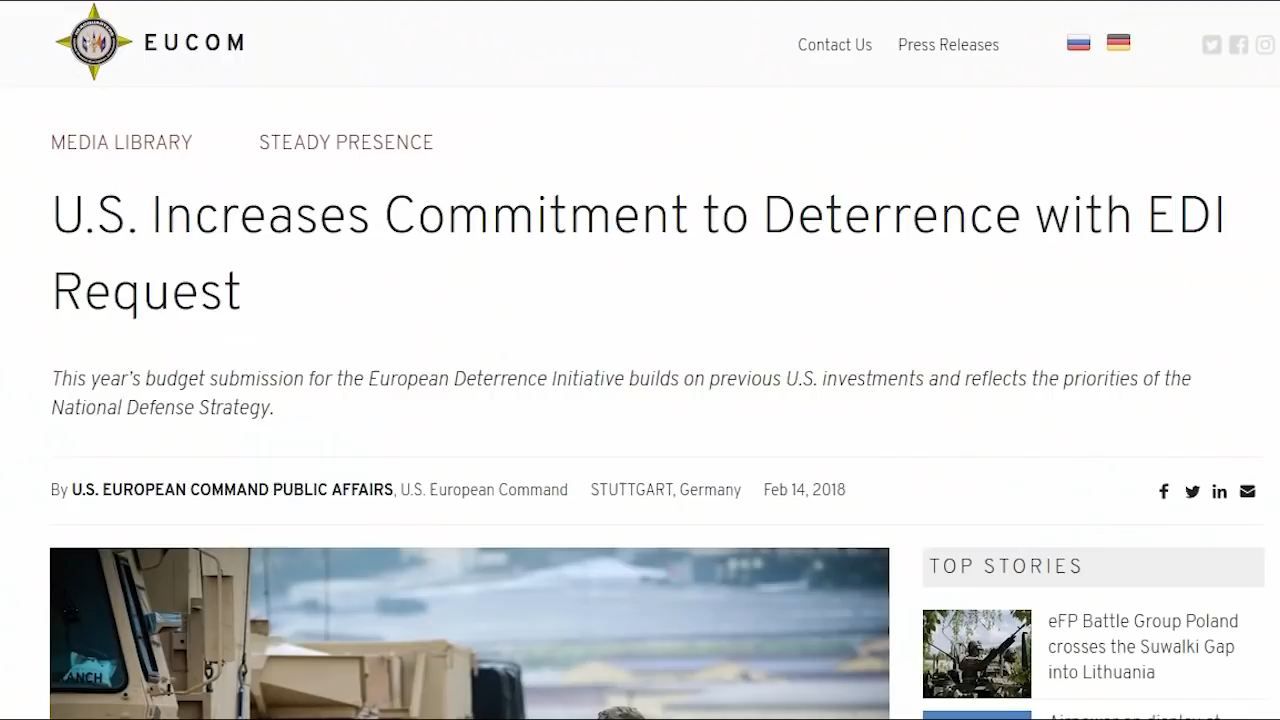 EUCOM
Contact Us Press Releases
MEDIA LIBRARY STEADY PRESENCE
U.S. Increases Commitment to Deterrence with EDI
Request
This year's budget submission for the European Deterrence Initiative builds on previous U.S. investments and reflects the priorities of the
National Defense Strategy.
By U.S. EUROPEAN COMMAND PUBLIC AFFAIRS, U.S. European Command STUTTGART, Germany Feb 14, 2018
TOP STORIES
eFP Battle Group Poland
crosses the Suwalki Gap
into Lithuania